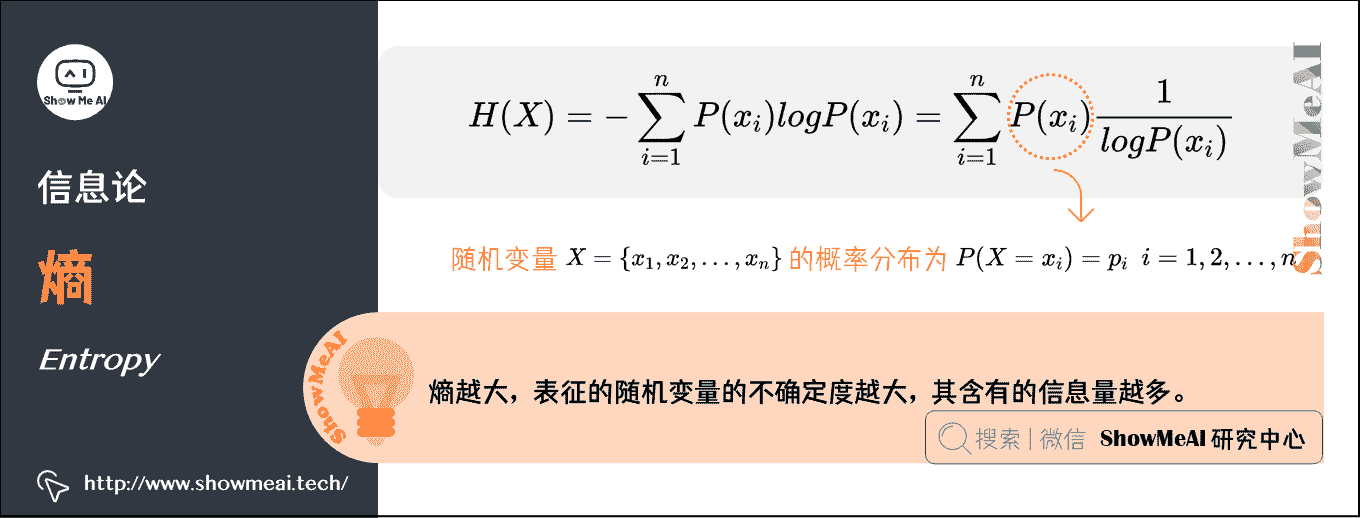 Show Me AI
信息论
熵
Entropy
http://www.showmeai.tech/
H(X) = -\sum_{i=1}^{n} P(x_i)logP(x_i) = \sum_{i=1}^{n} P(x_i) \frac{1}{logP(x_i)}
随机变量 X = {x_1, x_2, ..., x_n} 的概率分布为 P(X = x_i) = p_i i = 1, 2, ..., n
ShowMeAI
ShowMeAI
熵越大，表征的随机变量的不确定度越大，其含有的信息量越多。
搜索 | 微信 ShowMeAI 研究中心